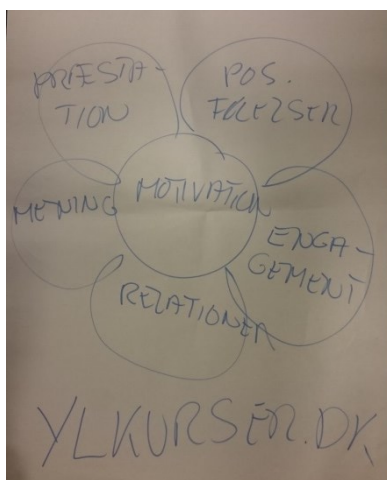 PRÆSTA-
TION
POS.
FØLELSER
MOTIVATION
MENING
ENGA-
GEMENT
RELATIONER
YLKURSER.DK